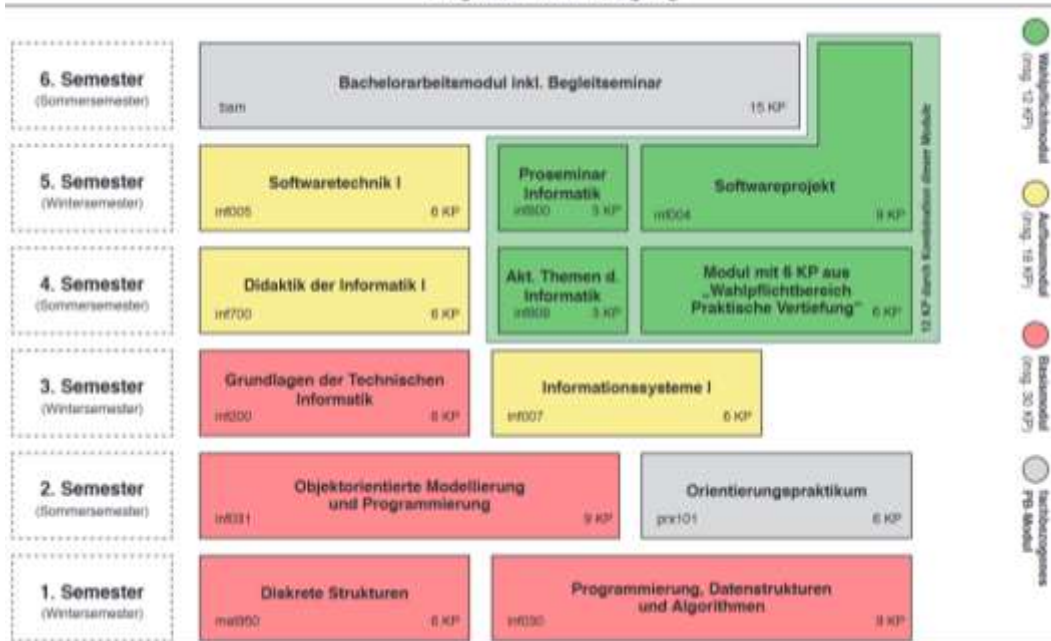 6. Semester
(Sommersemester)
Bachelorarbeitsmodul inkl. Begleitseminar
bam
15 KP
5. Semester
(Wintersemester)
Softwaretechnik I
inf005
6 KP
Proseminar
Informatik
inf800
3 KP
Softwareprojekt
inf004
9 KP
4. Semester
(Sommersemester)
Didaktik der Informatik I
inf700
6 KP
Akt. Themen d.
Informatik
3 KP
Modul mit 6 KP aus
„Wahlpflichtbereich
Praktische Vertiefung"
6 KP
12 KP durch Kombination dieser Module
3. Semester
(Wintersemester)
Grundlagen der Technischen
Informatik
inf200
6 KP
Informationssysteme I
inf007
6 KP
2. Semester
(Sommersemester)
Objektorientierte Modellierung
und Programmierung
inf031
9 KP
Orientierungspraktikum
prx101
6 KP
1. Semester
(Wintersemester)
Diskrete Strukturen
mat950
6 KP
Programmierung, Datenstrukturen
und Algorithmen
inf030
9 KP
Wahlpflichtmodul
(insg. 12 KP)
Aufbaumodul
(insg. 18 KP)
Basismodul
(insg. 30 KP)
fachbezogenes
PB-Modul